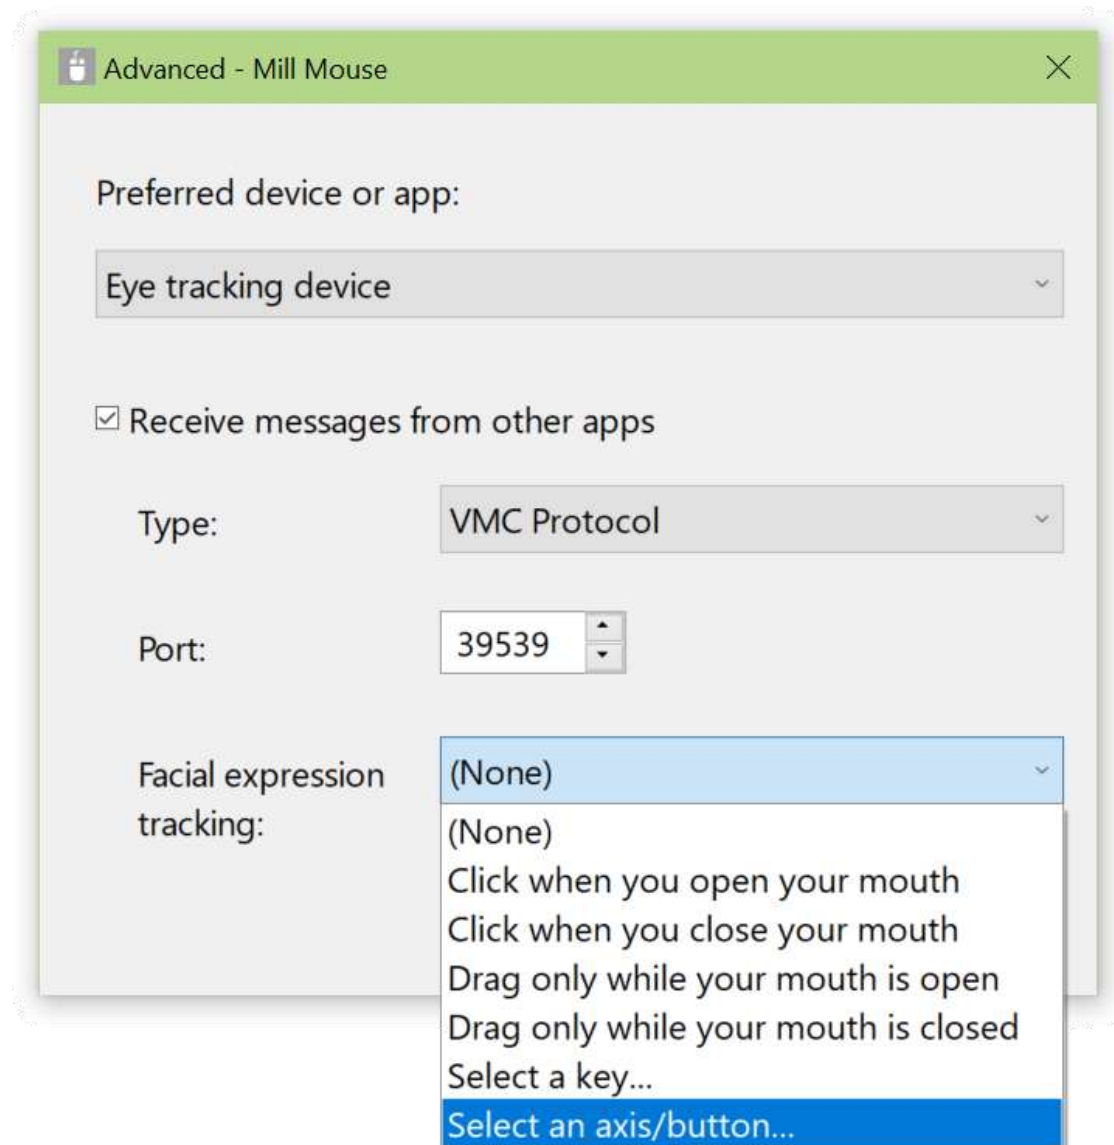 Advanced - Mill Mouse
Preferred device or app:
Eye tracking device
Receive messages from other apps
Type:
VMC Protocol
Port:
39539
Facial expression
tracking:
(None)
(None)
Click when you open your mouth
Click when you close your mouth
Drag only while your mouth is open
Drag only while your mouth is closed
Select a key...
Select an axis/button...